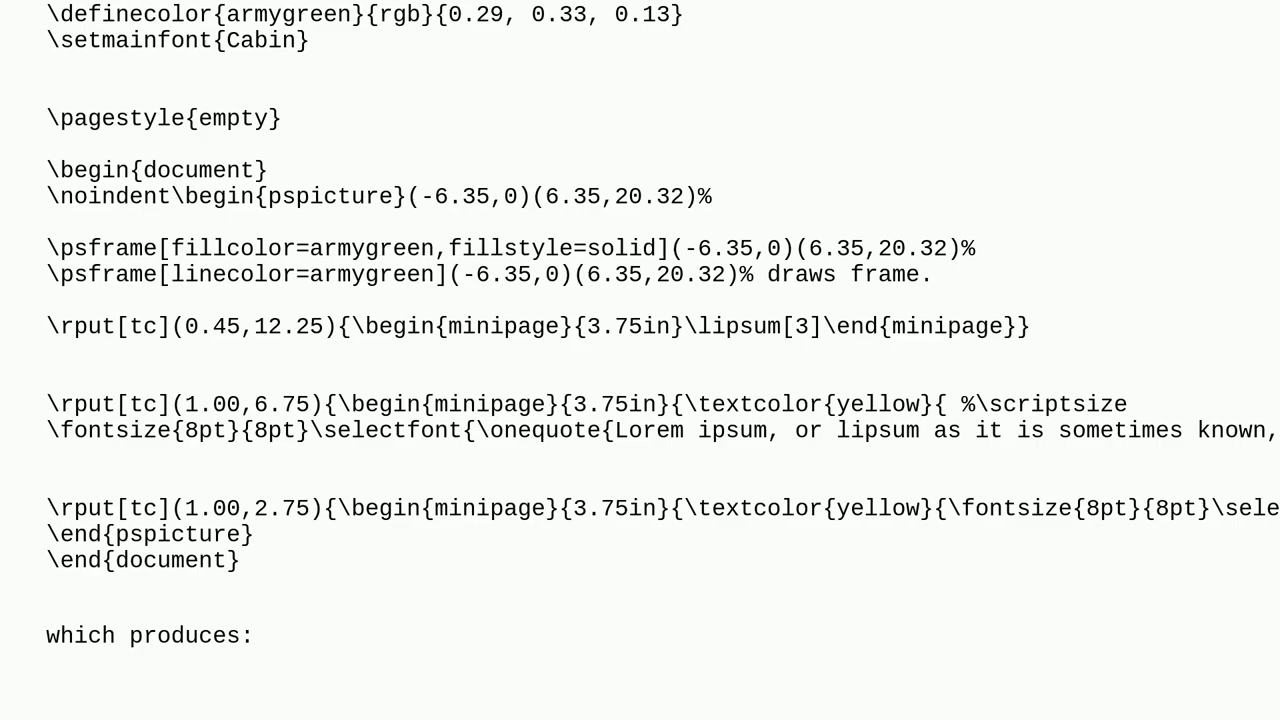 \definecolor{armygreen}{rgb}{0.29, 0.33, 0.13}
\setmainfont{Cabin}
\pagestyle{empty}
\begin{document}
\noindent\begin{pspicture}(-6.35,0)(6.35,20.32)%
\psframe[fillcolor=armygreen,fillstyle=solid](-6.35,0)(6.35,20.32)%
\psframe[linecolor=armygreen](-6.35,0)(6.35,20.32)% draws frame.
\rput[tc](0.45,12.25){\begin{minipage}{3.75in}\lipsum[3]\end{minipage}}
\rput[tc](1.00,6.75){\begin{minipage}{3.75in}{\textcolor{yellow}{ %\scriptsize
\fontsize{8pt}{8pt}\selectfont{\onequote{Lorem ipsum, or lipsum as it is sometimes known,
\rput[tc](1.00,2.75){\begin{minipage}{3.75in}{\textcolor{yellow}{\fontsize{8pt}{8pt}\sele
\end{pspicture}
\end{document}
which produces: